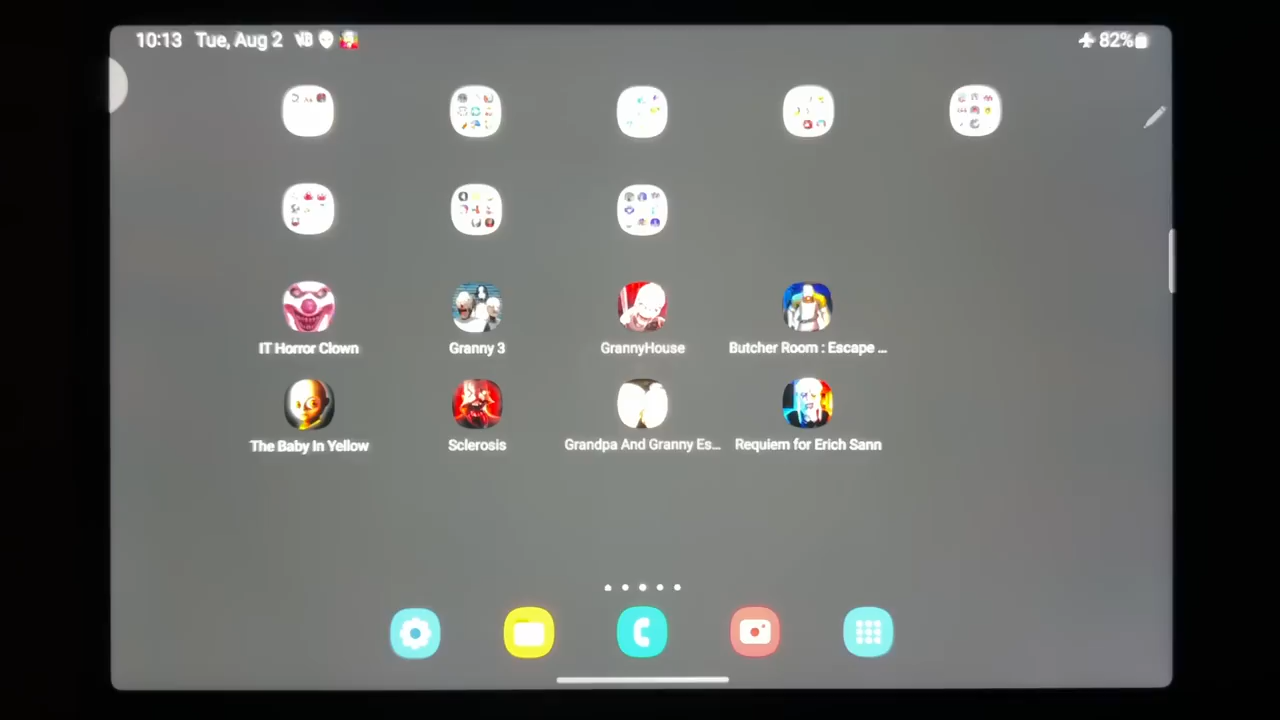 10:13 Tue, Aug 2
82%
IT Horror Clown
Granny 3
GrannyHouse
Butcher Room : Escape ...
The Baby In Yellow
Sclerosis
Grandpa And Granny Es...
Requiem for Erich Sann